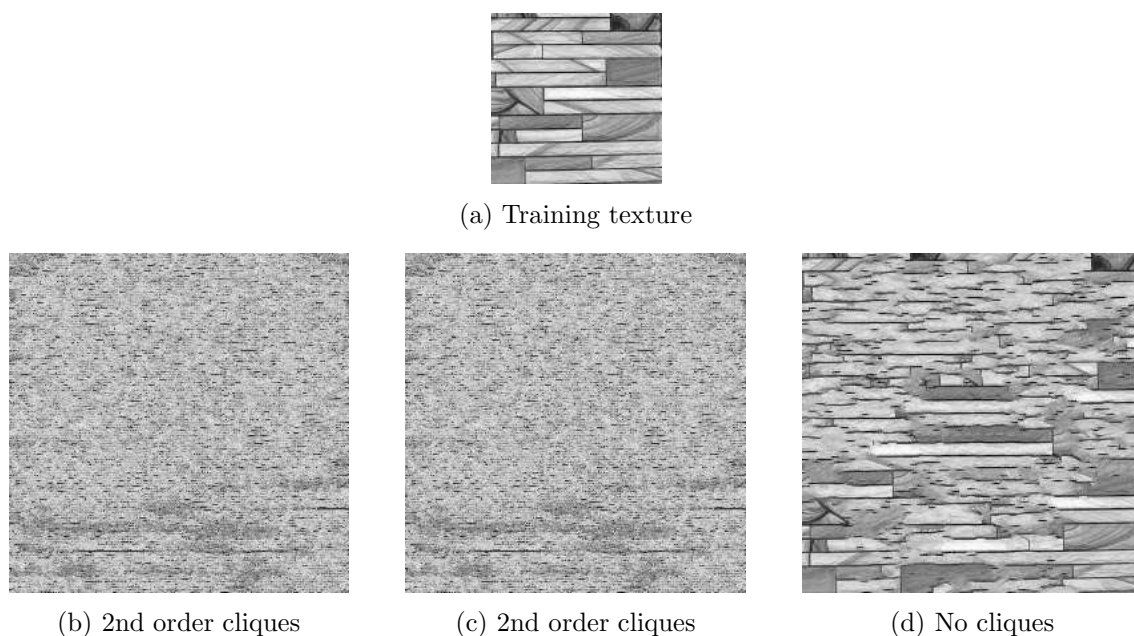 (a) Training texture
(b) 2nd order cliques
(c) 2nd order cliques
(d) No cliques